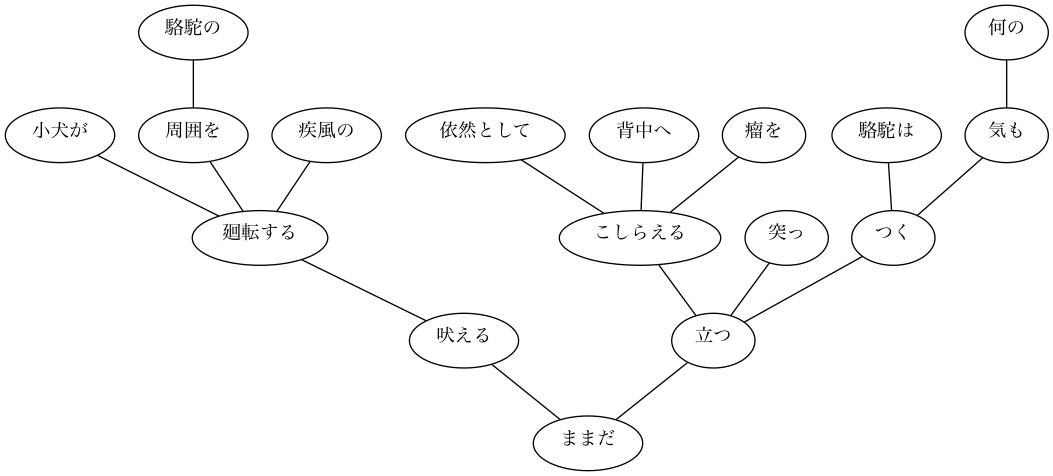 駱駝の 何の
小犬が 周囲を 疾風の 依然として 背中へ 瘤を 駱駝は 気も
廻転する こしらえる 突っ つく
吠える 立つ
ままだ